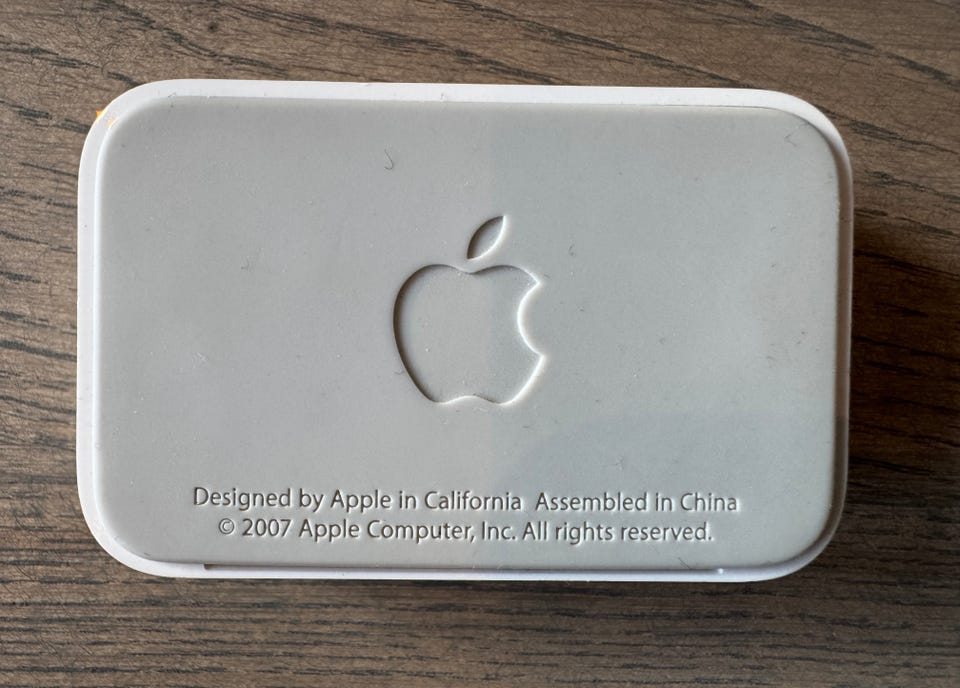 Designed by Apple in California Assembled in China
© 2007 Apple Computer, Inc. All rights reserved.